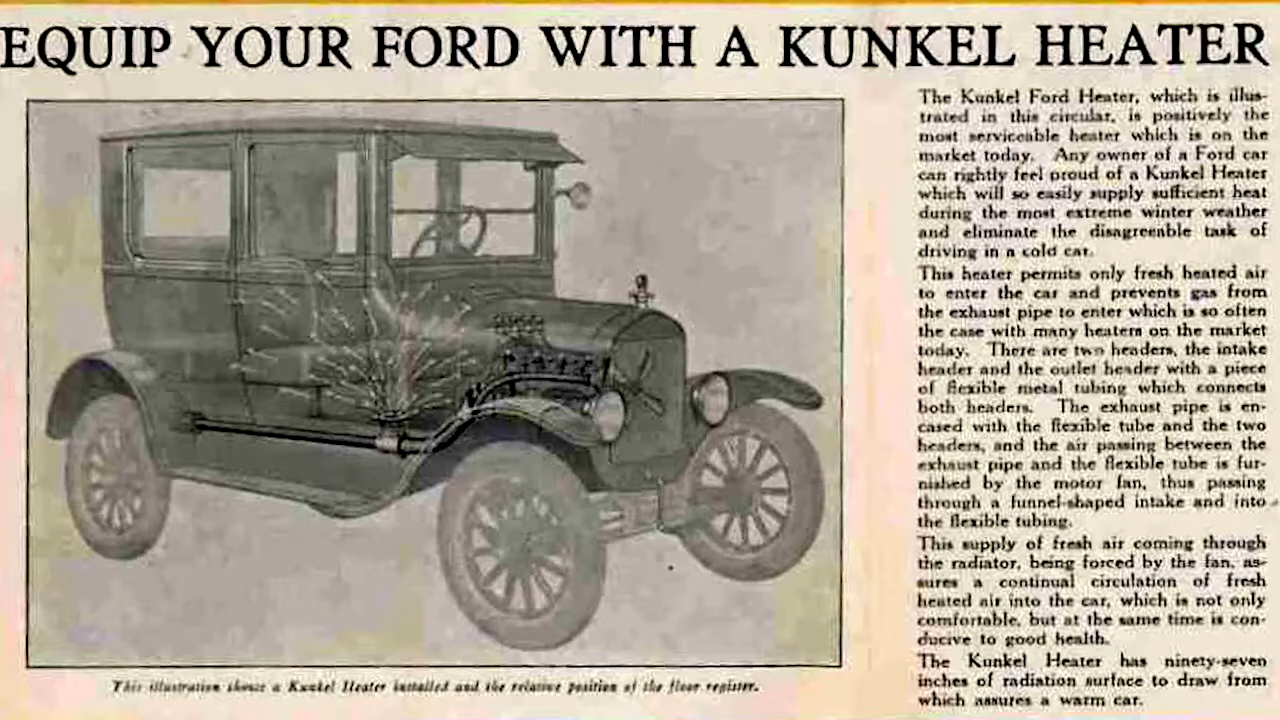 EQUIP YOUR FORD WITH A KUNKEL HEATER
The Kunkel Ford Heater, which is illus-
trated in this circular, is positively the
most serviceable heater which is on the
market today. Any owner of a Ford car
can rightly feel proud of a Kunkel Heater
which will so easily supply sufficient heat
during the most extreme winter weather
and eliminate the disagreeable task of
driving in a cold car.
This heater permits only fresh heated air
to enter the car and prevents gas from
the exhaust pipe to enter which is so often
the case with many heaters on the market
today. There are two headers, the intake
header and the outlet header with a piece
of flexible metal tubing which connects
both headers. The exhaust pipe is en-
cased with the flexible tube and the two
headers, and the air passing between the
exhaust pipe and the flexible tube is fur-
nished by the motor fan, thus passing
through a funnel-shaped intake and into
the flexible tubing.
This supply of fresh air coming through
the radiator, being forced by the fan, as-
sures a continual circulation of fresh
heated air into the car, which is not only
comfortable, but at the same time is con-
ducive to good health.
The Kunkel Heater has ninety-seven
inches of radiation surface to draw from
which assures a warm car.
This illustration shows a Kunkel Heater installed and the relative position of the floor register.